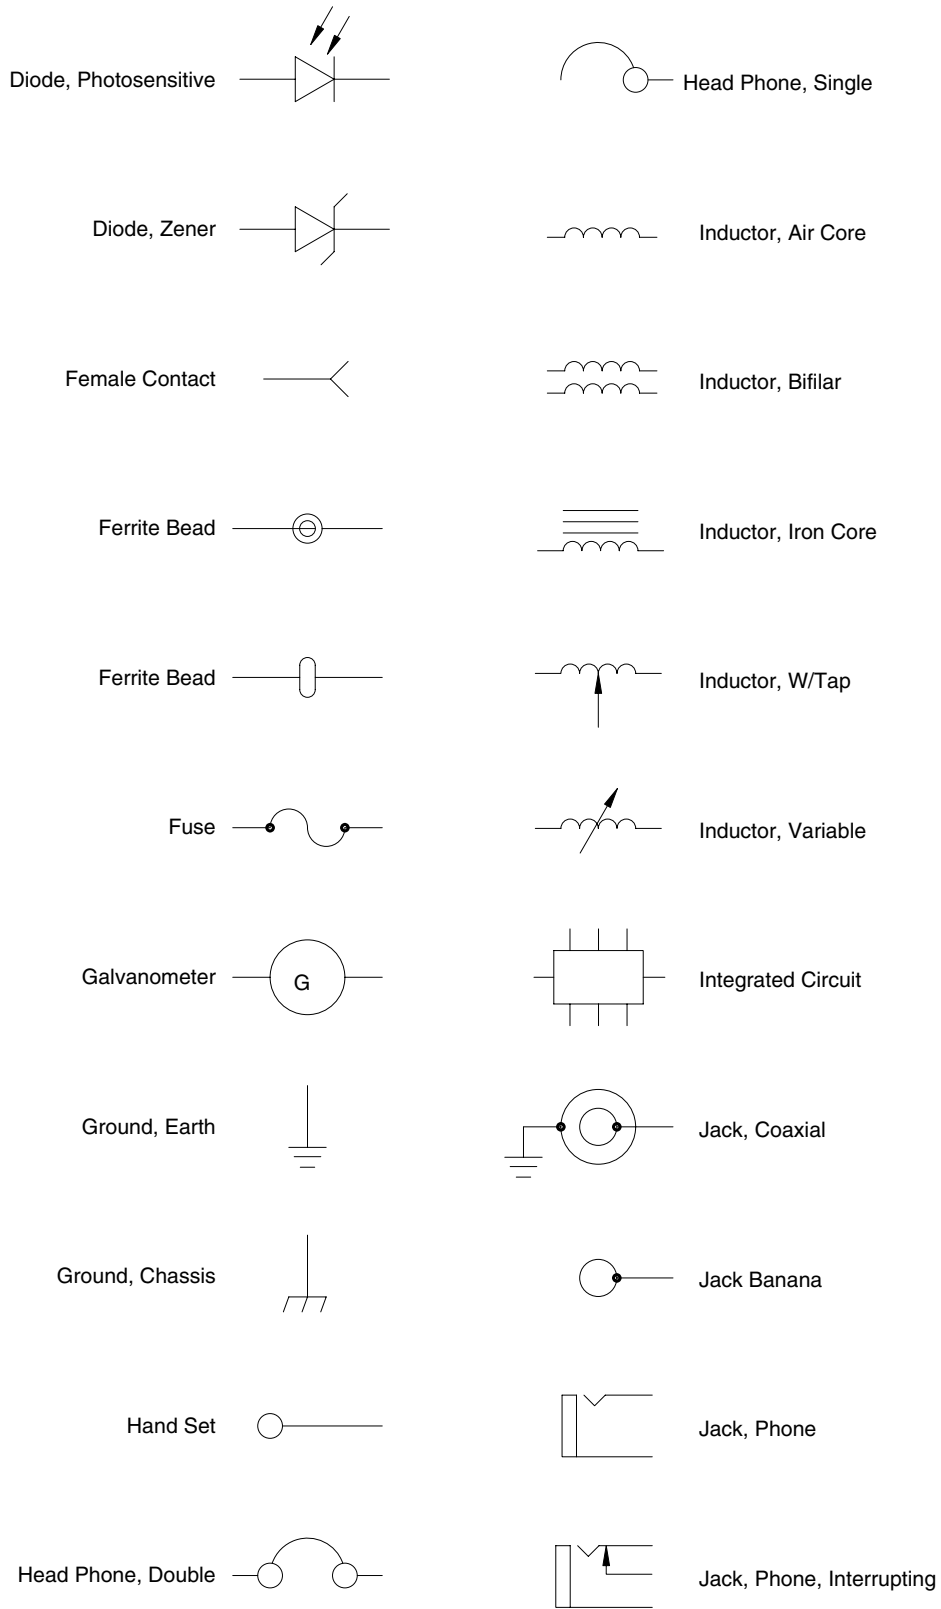 Diode, Photosensitive
Diode, Zener
Female Contact
Ferrite Bead
Ferrite Bead
Fuse
Galvanometer
G
Ground, Earth
Ground, Chassis
Hand Set
Head Phone, Double
Head Phone, Single
Inductor, Air Core
Inductor, Bifilar
Inductor, Iron Core
Inductor, W/Tap
Inductor, Variable
Integrated Circuit
Jack, Coaxial
Jack Banana
Jack, Phone
Jack, Phone, Interrupting